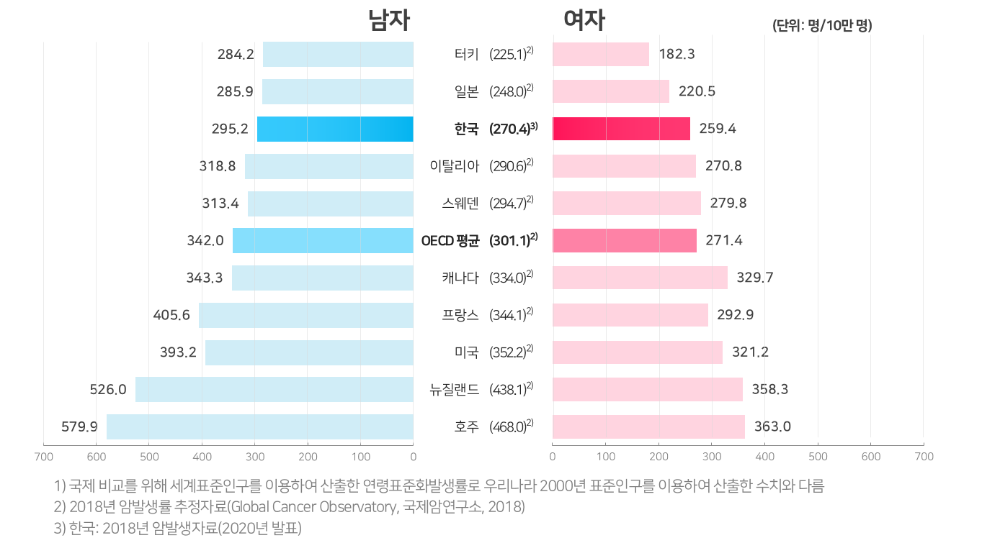 남자 여자 (단위: 명/10만 명)
284.2 터키 (225.1)2) 182.3
285.9 일본 (248.0)2) 220.5
295.2 한국 (270.4)3) 259.4
318.8 이탈리아 (290.6)2) 270.8
313.4 스웨덴 (294.7)2) 279.8
342.0 OECD 평균 (301.1)2) 271.4
343.3 캐나다 (334.0)2) 329.7
405.6 프랑스 (344.1)2) 292.9
393.2 미국 (352.2)2) 321.2
526.0 뉴질랜드 (438.1)2) 358.3
579.9 호주 (468.0)2) 363.0
700 600 500 400 300 200 100 0 0 100 200 300 400 500 600 700
1) 국제 비교를 위해 세계표준인구를 이용하여 산출한 연령표준화발생률로 우리나라 2000년 표준인구를 이용하여 산출한 수치와 다름
2) 2018년 암발생률 추정자료(Global Cancer Observatory, 국제암연구소, 2018)
3) 한국: 2018년 암발생자료(2020년 발표)